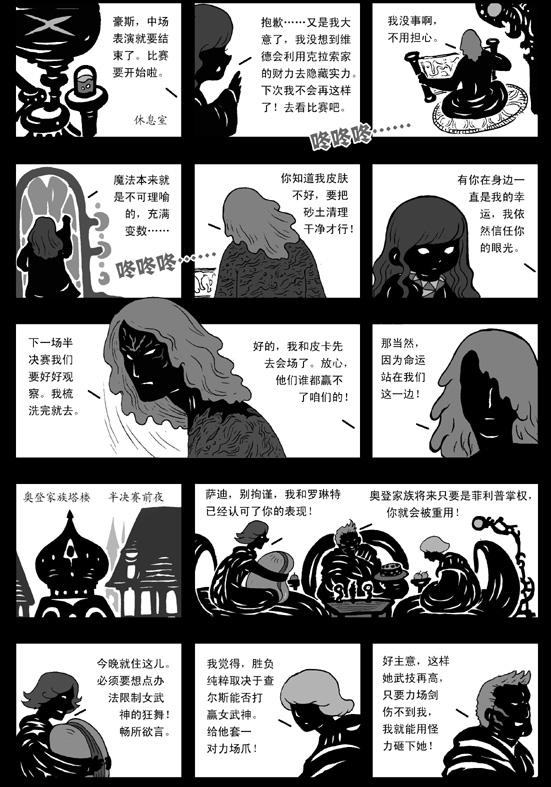 豪斯，中场
表演就要结
束了。比赛
要开始啦。
休息室
抱歉……又是我大
意了，我没想到维
德会利用克拉索家
的财力去隐藏实力。
下次我不会再这样
了！去看比赛吧。
我没事啊，
不用担心。
咚咚咚……
魔法本来就
是不可理喻
的，充满
变数……
咚咚咚……
你知道我皮肤
不好，要把
砂土清理
干净才行！
有你在身边一
直是我的幸
运，我依
然信任你
的眼光。
下一场半
决赛我们
要好好观
察。我梳
洗完就去。
好的，我和皮卡先
去会场了。放心，
他们谁都赢不
了咱们的！
那当然，
因为命运
站在我们
这一边！
奥登家族塔楼 半决赛前夜
萨迪，别拘谨，我和罗琳特
已经认可了你的表现！
奥登家族将来只要是菲利普掌权，
你就会被重用！
今晚就住这儿。
必须要想点办
法限制女武
神的狂舞！
畅所欲言。
我觉得，胜负
纯粹取决于查
尔斯能否打
赢女武神。
给他套一
对力场爪！
好主意，这样
她武技再高，
只要力场剑
伤不到我，
我就能用怪
力砸下她！